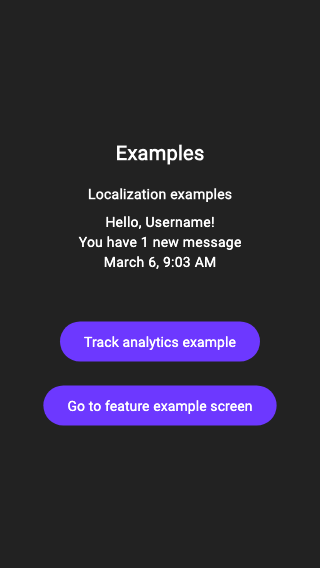 Examples
Localization examples
Hello, Username!
You have 1 new message
March 6, 9:03 AM
Track analytics example
Go to feature example screen